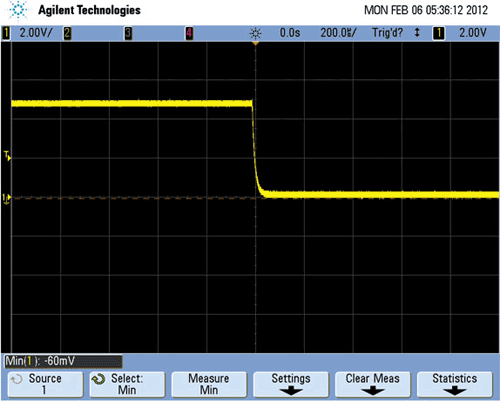 Agilent Technologies MON FEB 06 05:36:12 2012
1 2.00V/ 2 3 4 0.0s 200.0ms/ Trig'd? 1 2.00V
T
1
Min(1): -60mV
Source Select: Measure Settings Clear Meas Statistics
1 Min Min